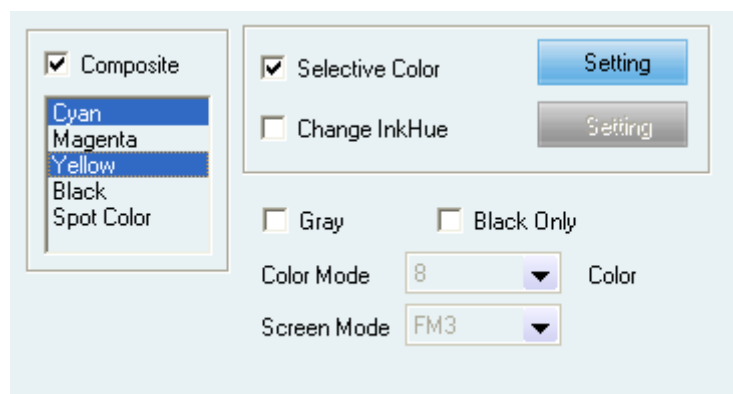 Composite
Cyan
Magenta
Yellow
Black
Spot Color
Selective Color Setting
Change InkHue Setting
Gray Black Only
Color Mode 8 Color
Screen Mode FM3